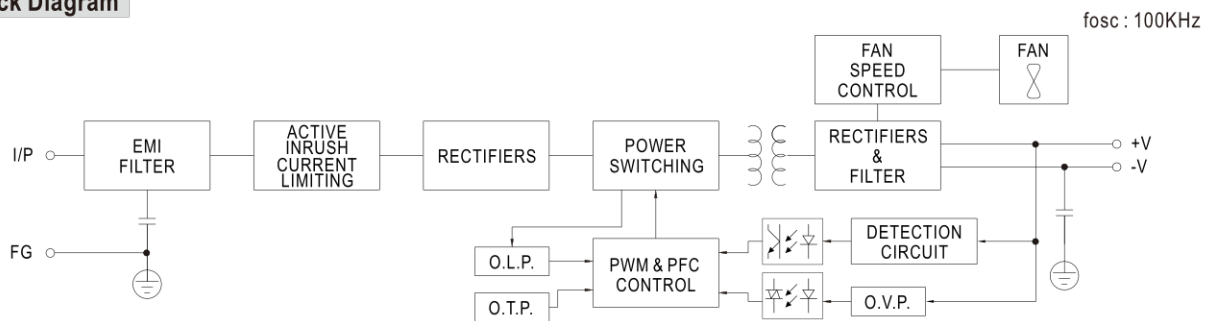 ck Diagram
fosc : 100KHz
FAN
SPEED
CONTROL
FAN
I/P
EMI
FILTER
ACTIVE
INRUSH
CURRENT
LIMITING
RECTIFIERS
POWER
SWITCHING
RECTIFIERS
&
FILTER
+V
-V
FG
O.L.P.
O.T.P.
PWM & PFC
CONTROL
DETECTION
CIRCUIT
O.V.P.